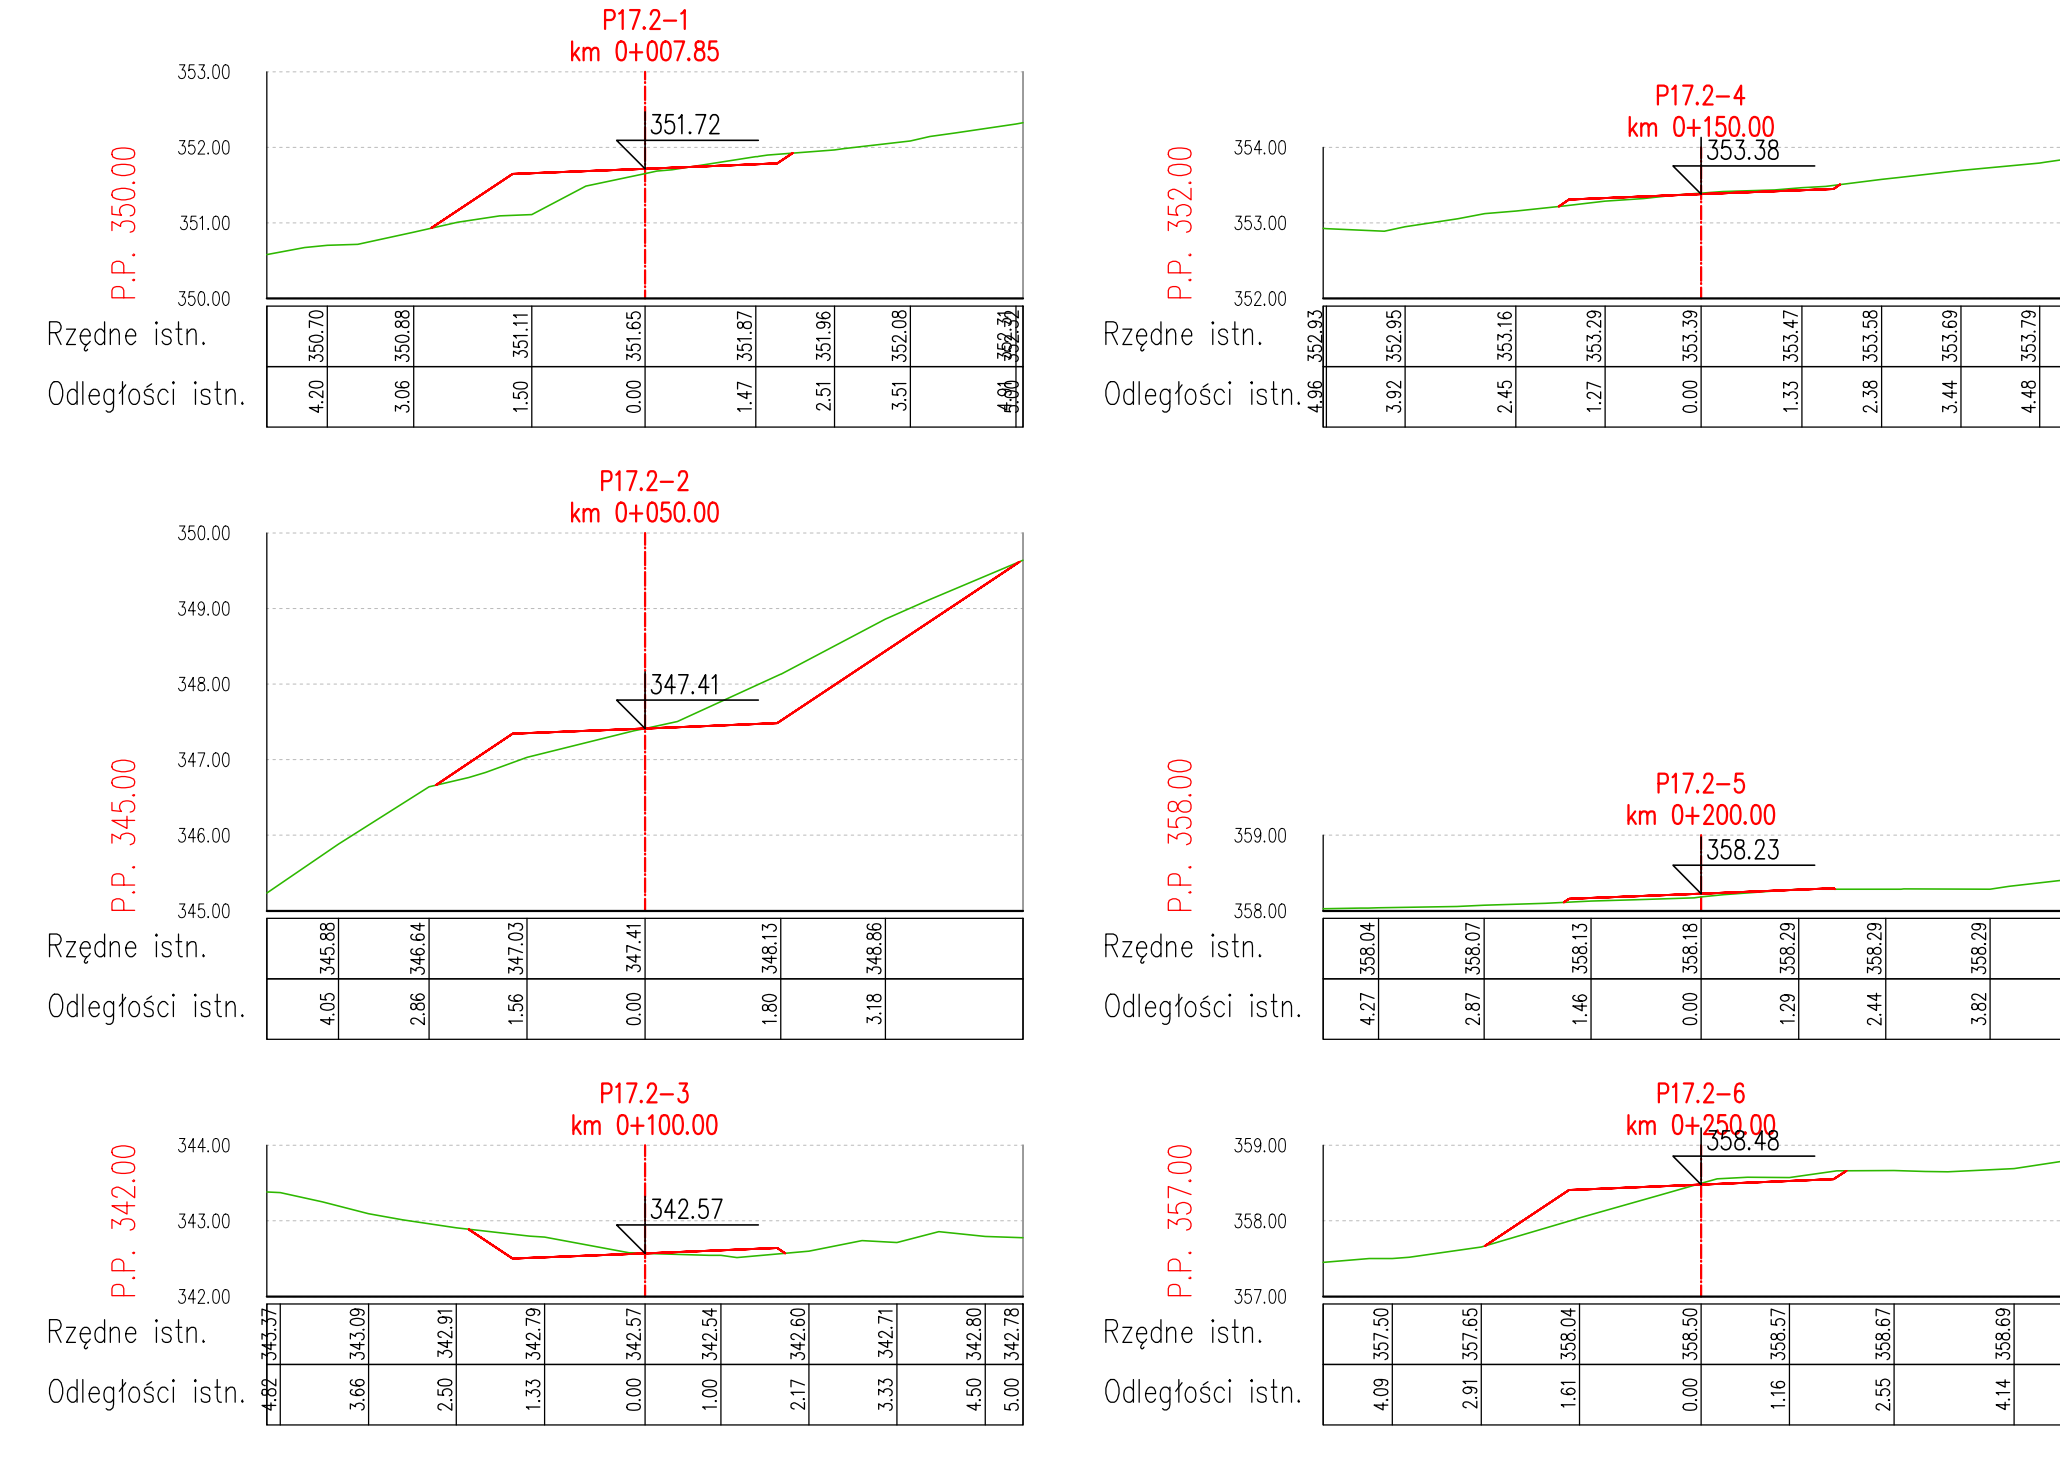 P17.2-1
km 0+007.85
353.00
352.00
351.00
350.00
P.P. 350.00
351.72
Rzędne istn.
350.70 350.88 351.11 351.65 351.87 351.96 352.08 352.31 352.32
Odległości istn.
4.20 3.06 1.50 0.00 1.47 2.51 3.51 4.91 5.00
P17.2-4
km 0+150.00
354.00
353.00
352.00
P.P. 352.00
353.38
Rzędne istn.
352.93 352.95 353.16 353.29 353.39 353.47 353.58 353.69 353.79
Odległości istn.
4.96 3.92 2.45 1.27 0.00 1.33 2.38 3.44 4.48
P17.2-2
km 0+050.00
350.00
349.00
348.00
347.00
346.00
345.00
P.P. 345.00
347.41
Rzędne istn.
345.88 346.64 347.03 347.41 348.13 348.86
Odległości istn.
4.05 2.86 1.56 0.00 1.80 3.18
P17.2-5
km 0+200.00
359.00
358.00
P.P. 358.00
358.23
Rzędne istn.
358.04 358.07 358.13 358.18 358.29 358.29 358.29
Odległości istn.
4.27 2.87 1.46 0.00 1.29 2.44 3.82
P17.2-3
km 0+100.00
344.00
343.00
342.00
P.P. 342.00
342.57
Rzędne istn.
343.37 343.09 342.91 342.79 342.57 342.54 342.60 342.71 342.80 342.78
Odległości istn.
4.82 3.66 2.50 1.33 0.00 1.00 2.17 3.33 4.50 5.00
P17.2-6
km 0+250.00
359.00
358.00
357.00
P.P. 357.00
358.48
Rzędne istn.
357.50 357.65 358.04 358.50 358.57 358.67 358.69
Odległości istn.
4.09 2.91 1.61 0.00 1.16 2.55 4.14